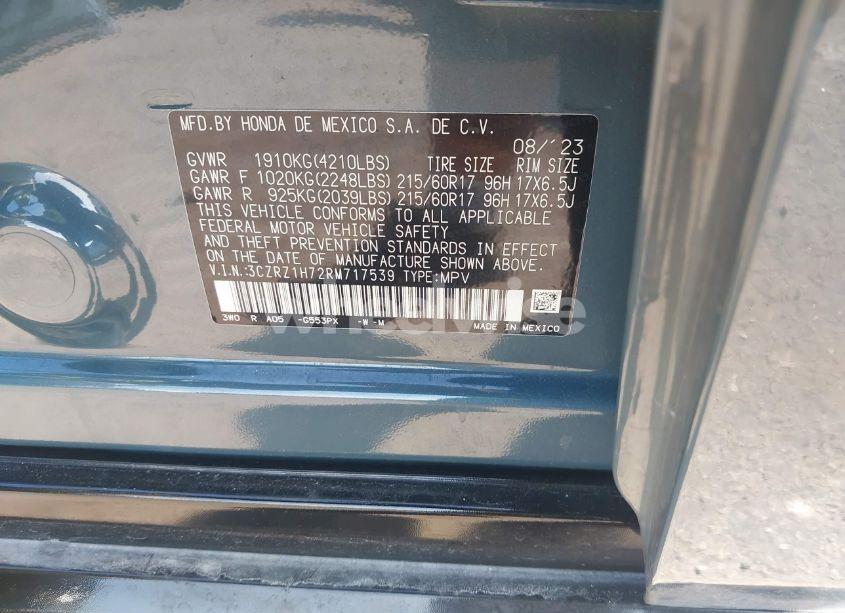 MFD.BY HONDA DE MEXICO S.A. DE C.V.
08/´23
GVWR 1910KG(4210LBS) TIRE SIZE RIM SIZE
GAWR F 1020KG(2248LBS) 215/60R17 96H 17X6.5J
GAWR R 925KG(2039LBS) 215/60R17 96H 17X6.5J
THIS VEHICLE CONFORMS TO ALL APPLICABLE
FEDERAL MOTOR VEHICLE SAFETY
AND THEFT PREVENTION STANDARDS IN EFFECT
ON THE DATE OF MANUFACTURE SHOWN ABOVE.
V.I.N.:3CZRZ1H72RM717539 TYPE:MPV
3W0 R A05 -G553PX -W-M
MADE IN MEXICO